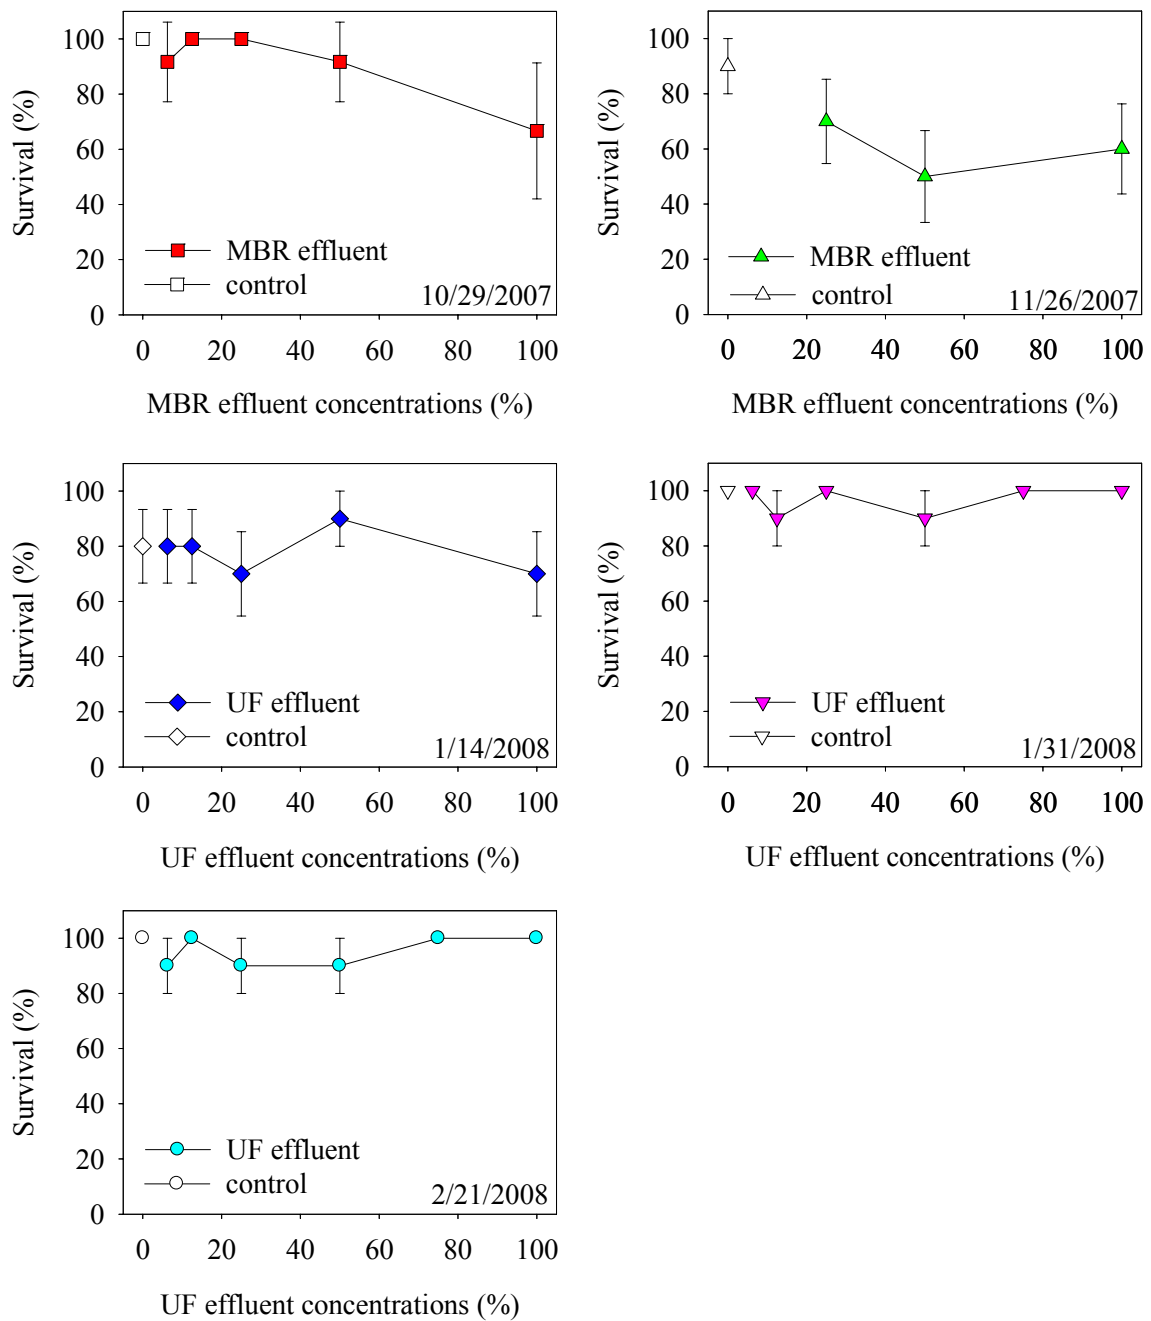 100
80
60
40
20
0
Survival (%)
MBR effluent
control
10/29/2007
0 20 40 60 80 100
MBR effluent concentrations (%)
100
80
60
40
20
0
Survival (%)
MBR effluent
control
11/26/2007
0 20 40 60 80 100
MBR effluent concentrations (%)
100
80
60
40
20
0
Survival (%)
UF effluent
control
1/14/2008
0 20 40 60 80 100
UF effluent concentrations (%)
100
80
60
40
20
0
Survival (%)
UF effluent
control
1/31/2008
0 20 40 60 80 100
UF effluent concentrations (%)
100
80
60
40
20
0
Survival (%)
UF effluent
control
2/21/2008
0 20 40 60 80 100
UF effluent concentrations (%)